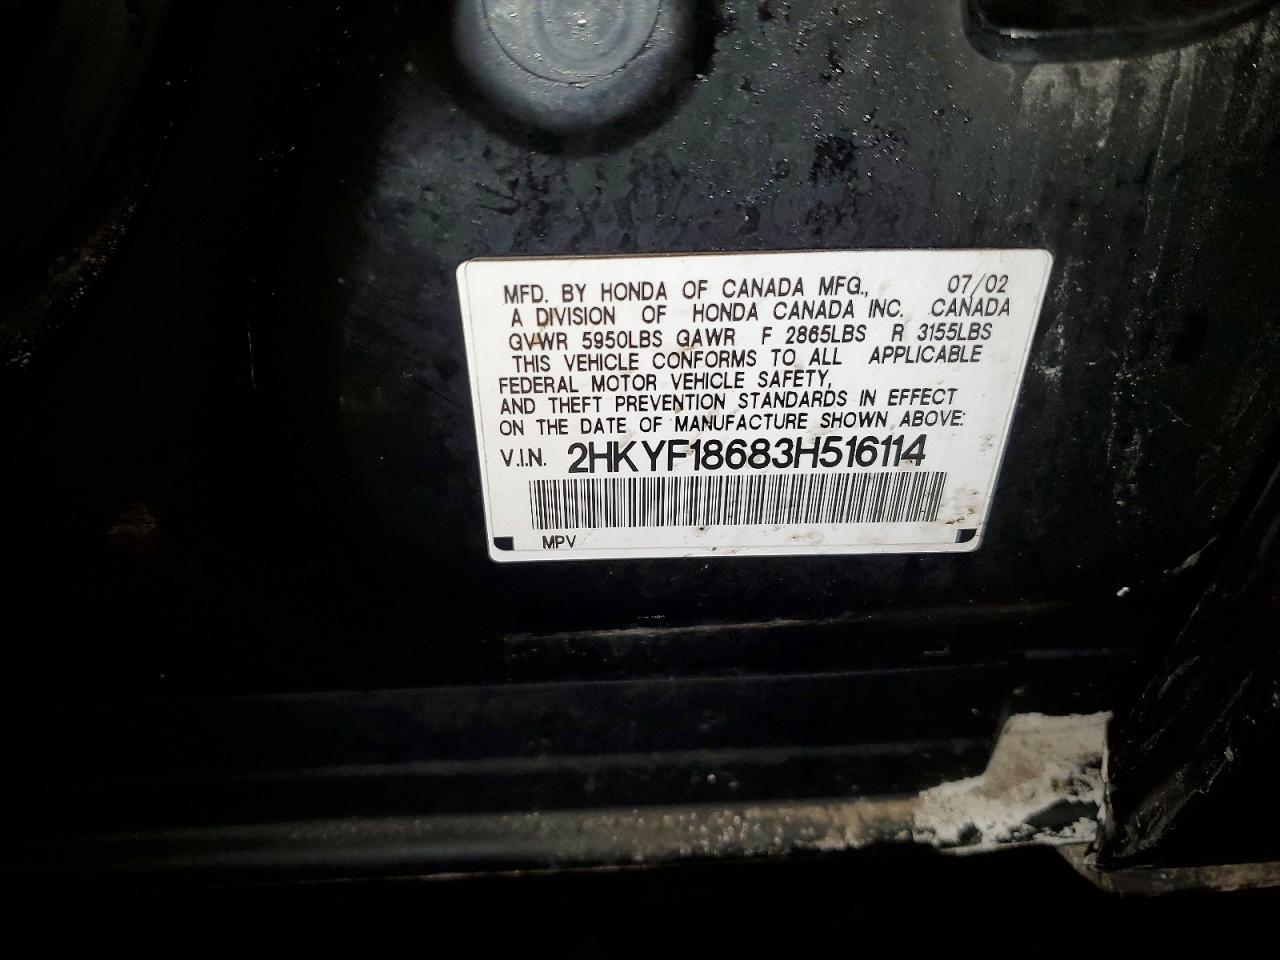 MFD. BY HONDA OF CANADA MFG., 07/02
A DIVISION OF HONDA CANADA INC. CANADA
GVWR 5950LBS GAWR F 2865LBS R 3155LBS
THIS VEHICLE CONFORMS TO ALL APPLICABLE
FEDERAL MOTOR VEHICLE SAFETY,
AND THEFT PREVENTION STANDARDS IN EFFECT
ON THE DATE OF MANUFACTURE SHOWN ABOVE:
V.I.N. 2HKYF18683H516114
MPV